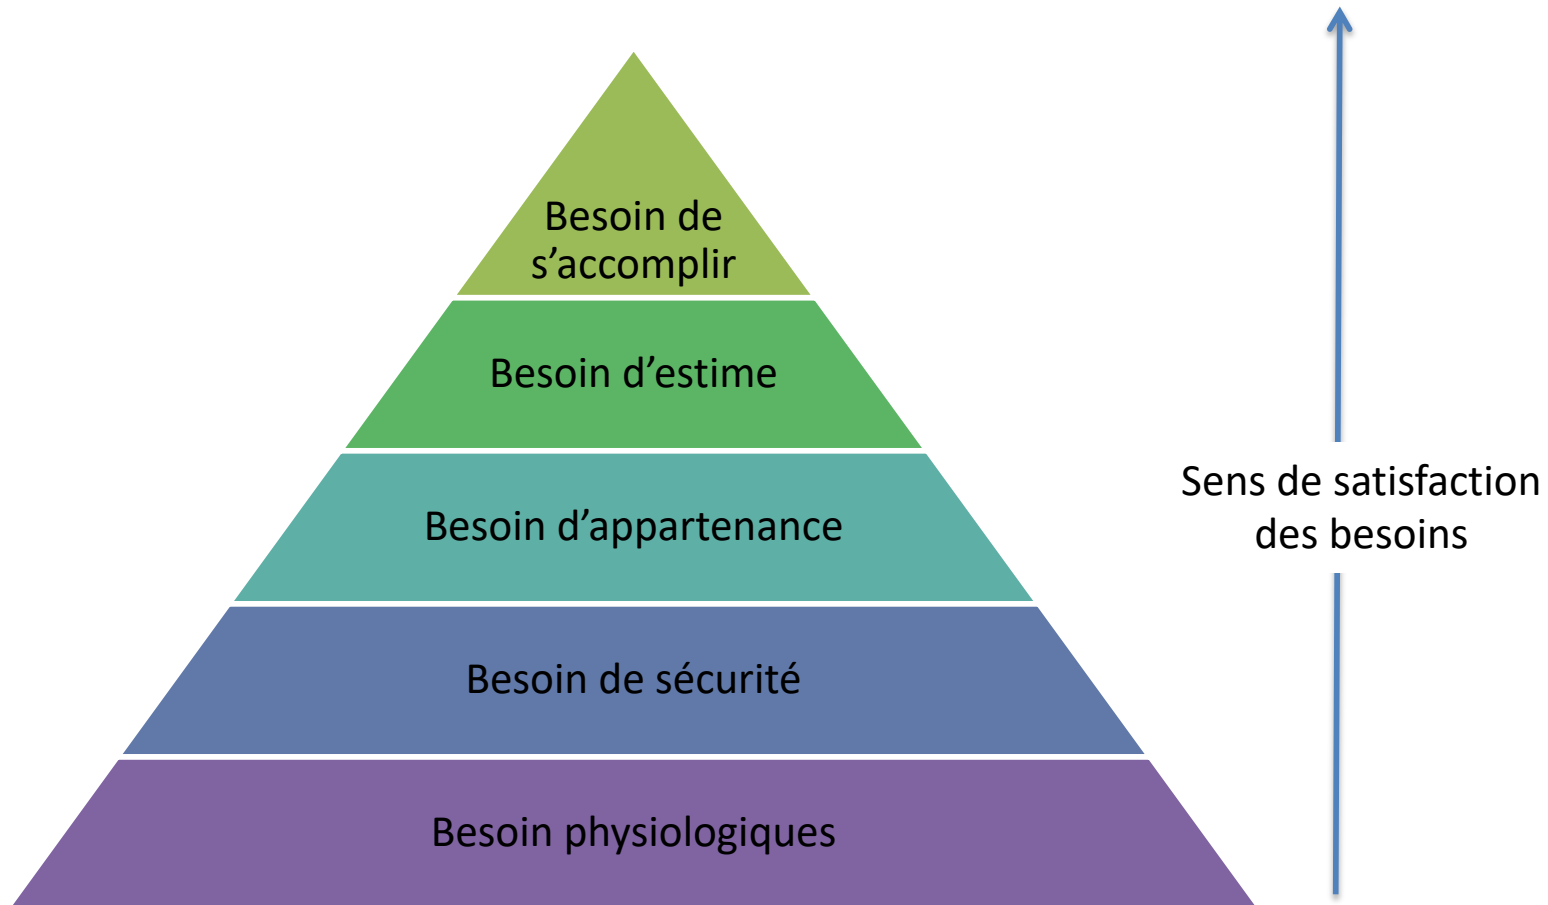 Besoin de
s’accomplir
Besoin d’estime
Besoin d’appartenance
Besoin de sécurité
Besoin physiologiques
Sens de satisfaction
des besoins